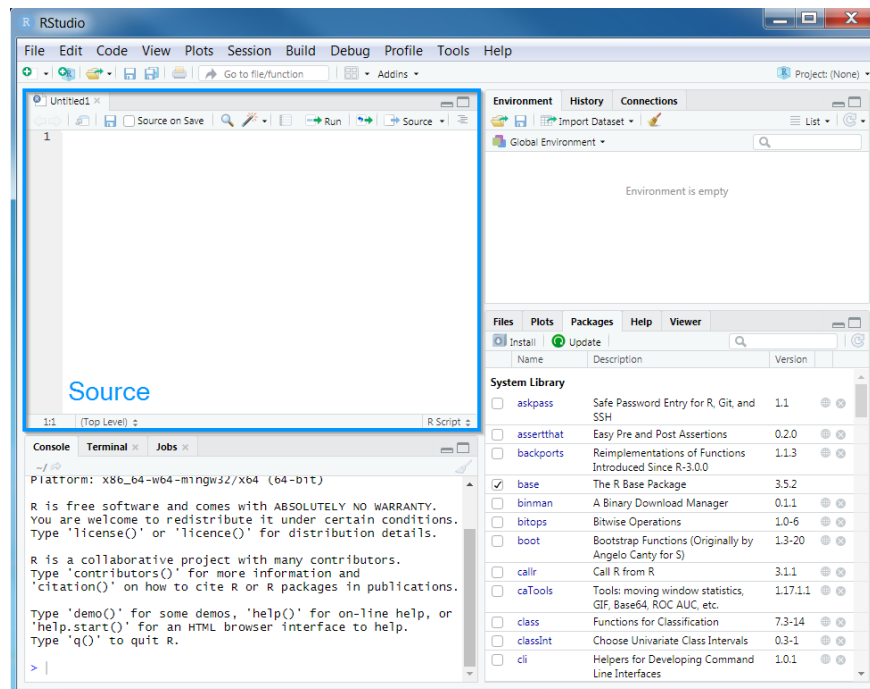 RStudio
File Edit Code View Plots Session Build Debug Profile Tools Help
Go to file/function Addins Project: (None)
Untitled1
Source on Save Run Source
1
Source
1:1 (Top Level) R Script
Console Terminal Jobs
~/
Platform: x86_64-w64-mingw32/x64 (64-bit)
R is free software and comes with ABSOLUTELY NO WARRANTY.
You are welcome to redistribute it under certain conditions.
Type 'license()' or 'licence()' for distribution details.
R is a collaborative project with many contributors.
Type 'contributors()' for more information and
'citation()' on how to cite R or R packages in publications.
Type 'demo()' for some demos, 'help()' for on-line help, or
'help.start()' for an HTML browser interface to help.
Type 'q()' to quit R.
>
Environment History Connections
Import Dataset List
Global Environment
Environment is empty
Files Plots Packages Help Viewer
Install Update
Name Description Version
System Library
askpass Safe Password Entry for R, Git, and 1.1
SSH
assertthat Easy Pre and Post Assertions 0.2.0
backports Reimplementations of Functions 1.1.3
Introduced Since R-3.0.0
base The R Base Package 3.5.2
binman A Binary Download Manager 0.1.1
bitops Bitwise Operations 1.0-6
boot Bootstrap Functions (Originally by 1.3-20
Angelo Canty for S)
callr Call R from R 3.1.1
caTools Tools: moving window statistics, 1.17.1.1
GIF, Base64, ROC AUC, etc.
class Functions for Classification 7.3-14
classInt Choose Univariate Class Intervals 0.3-1
cli Helpers for Developing Command 1.0.1
Line Interfaces